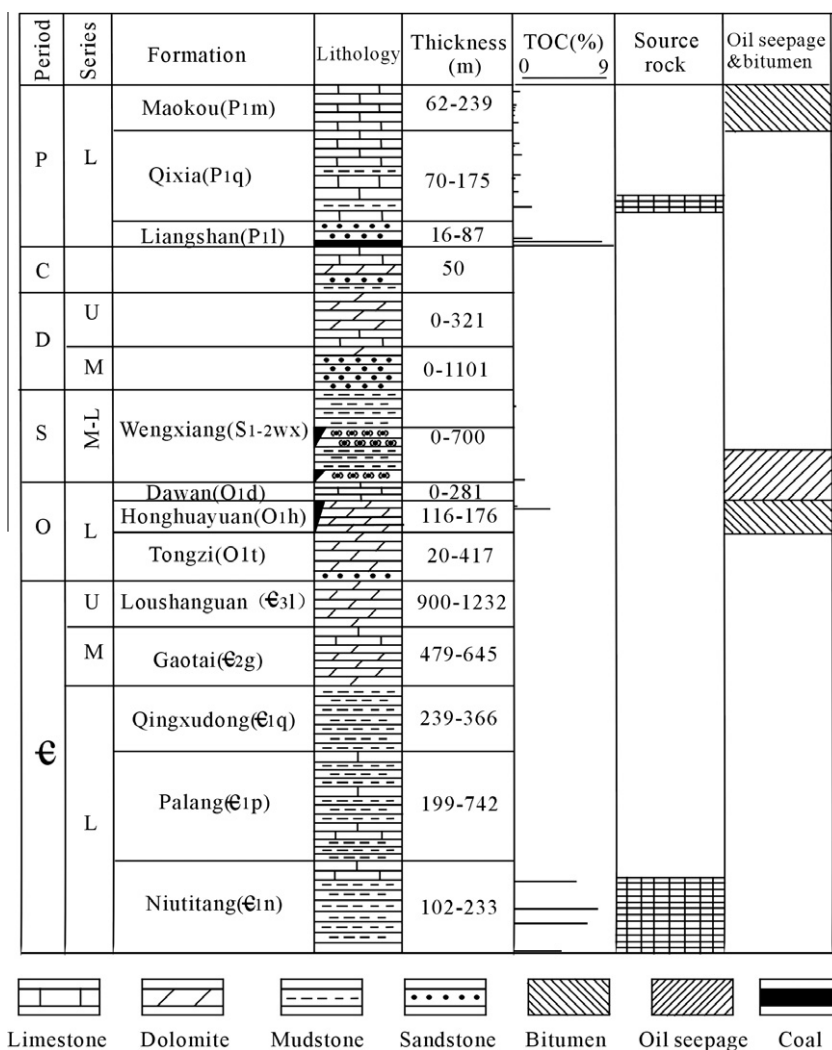 Period Series Formation Lithology Thickness (m) TOC(%) 0 9 Source rock Oil seepage &bitumen
P L Maokou(P1m) 62-239
Qixia(P1q) 70-175
Liangshan(P1l) 16-87
C 50
D U 0-321
M 0-1101
S M-L Wengxiang(S1-2wx) 0-700
O L Dawan(O1d) 0-281
Honghuayuan(O1h) 116-176
Tongzi(O1t) 20-417
€ U Loushanguan (€3l) 900-1232
M Gaotai(€2g) 479-645
L Qingxudong(€1q) 239-366
Palang(€1p) 199-742
Niutitang(€1n) 102-233
Limestone Dolomite Mudstone Sandstone Bitumen Oil seepage Coal